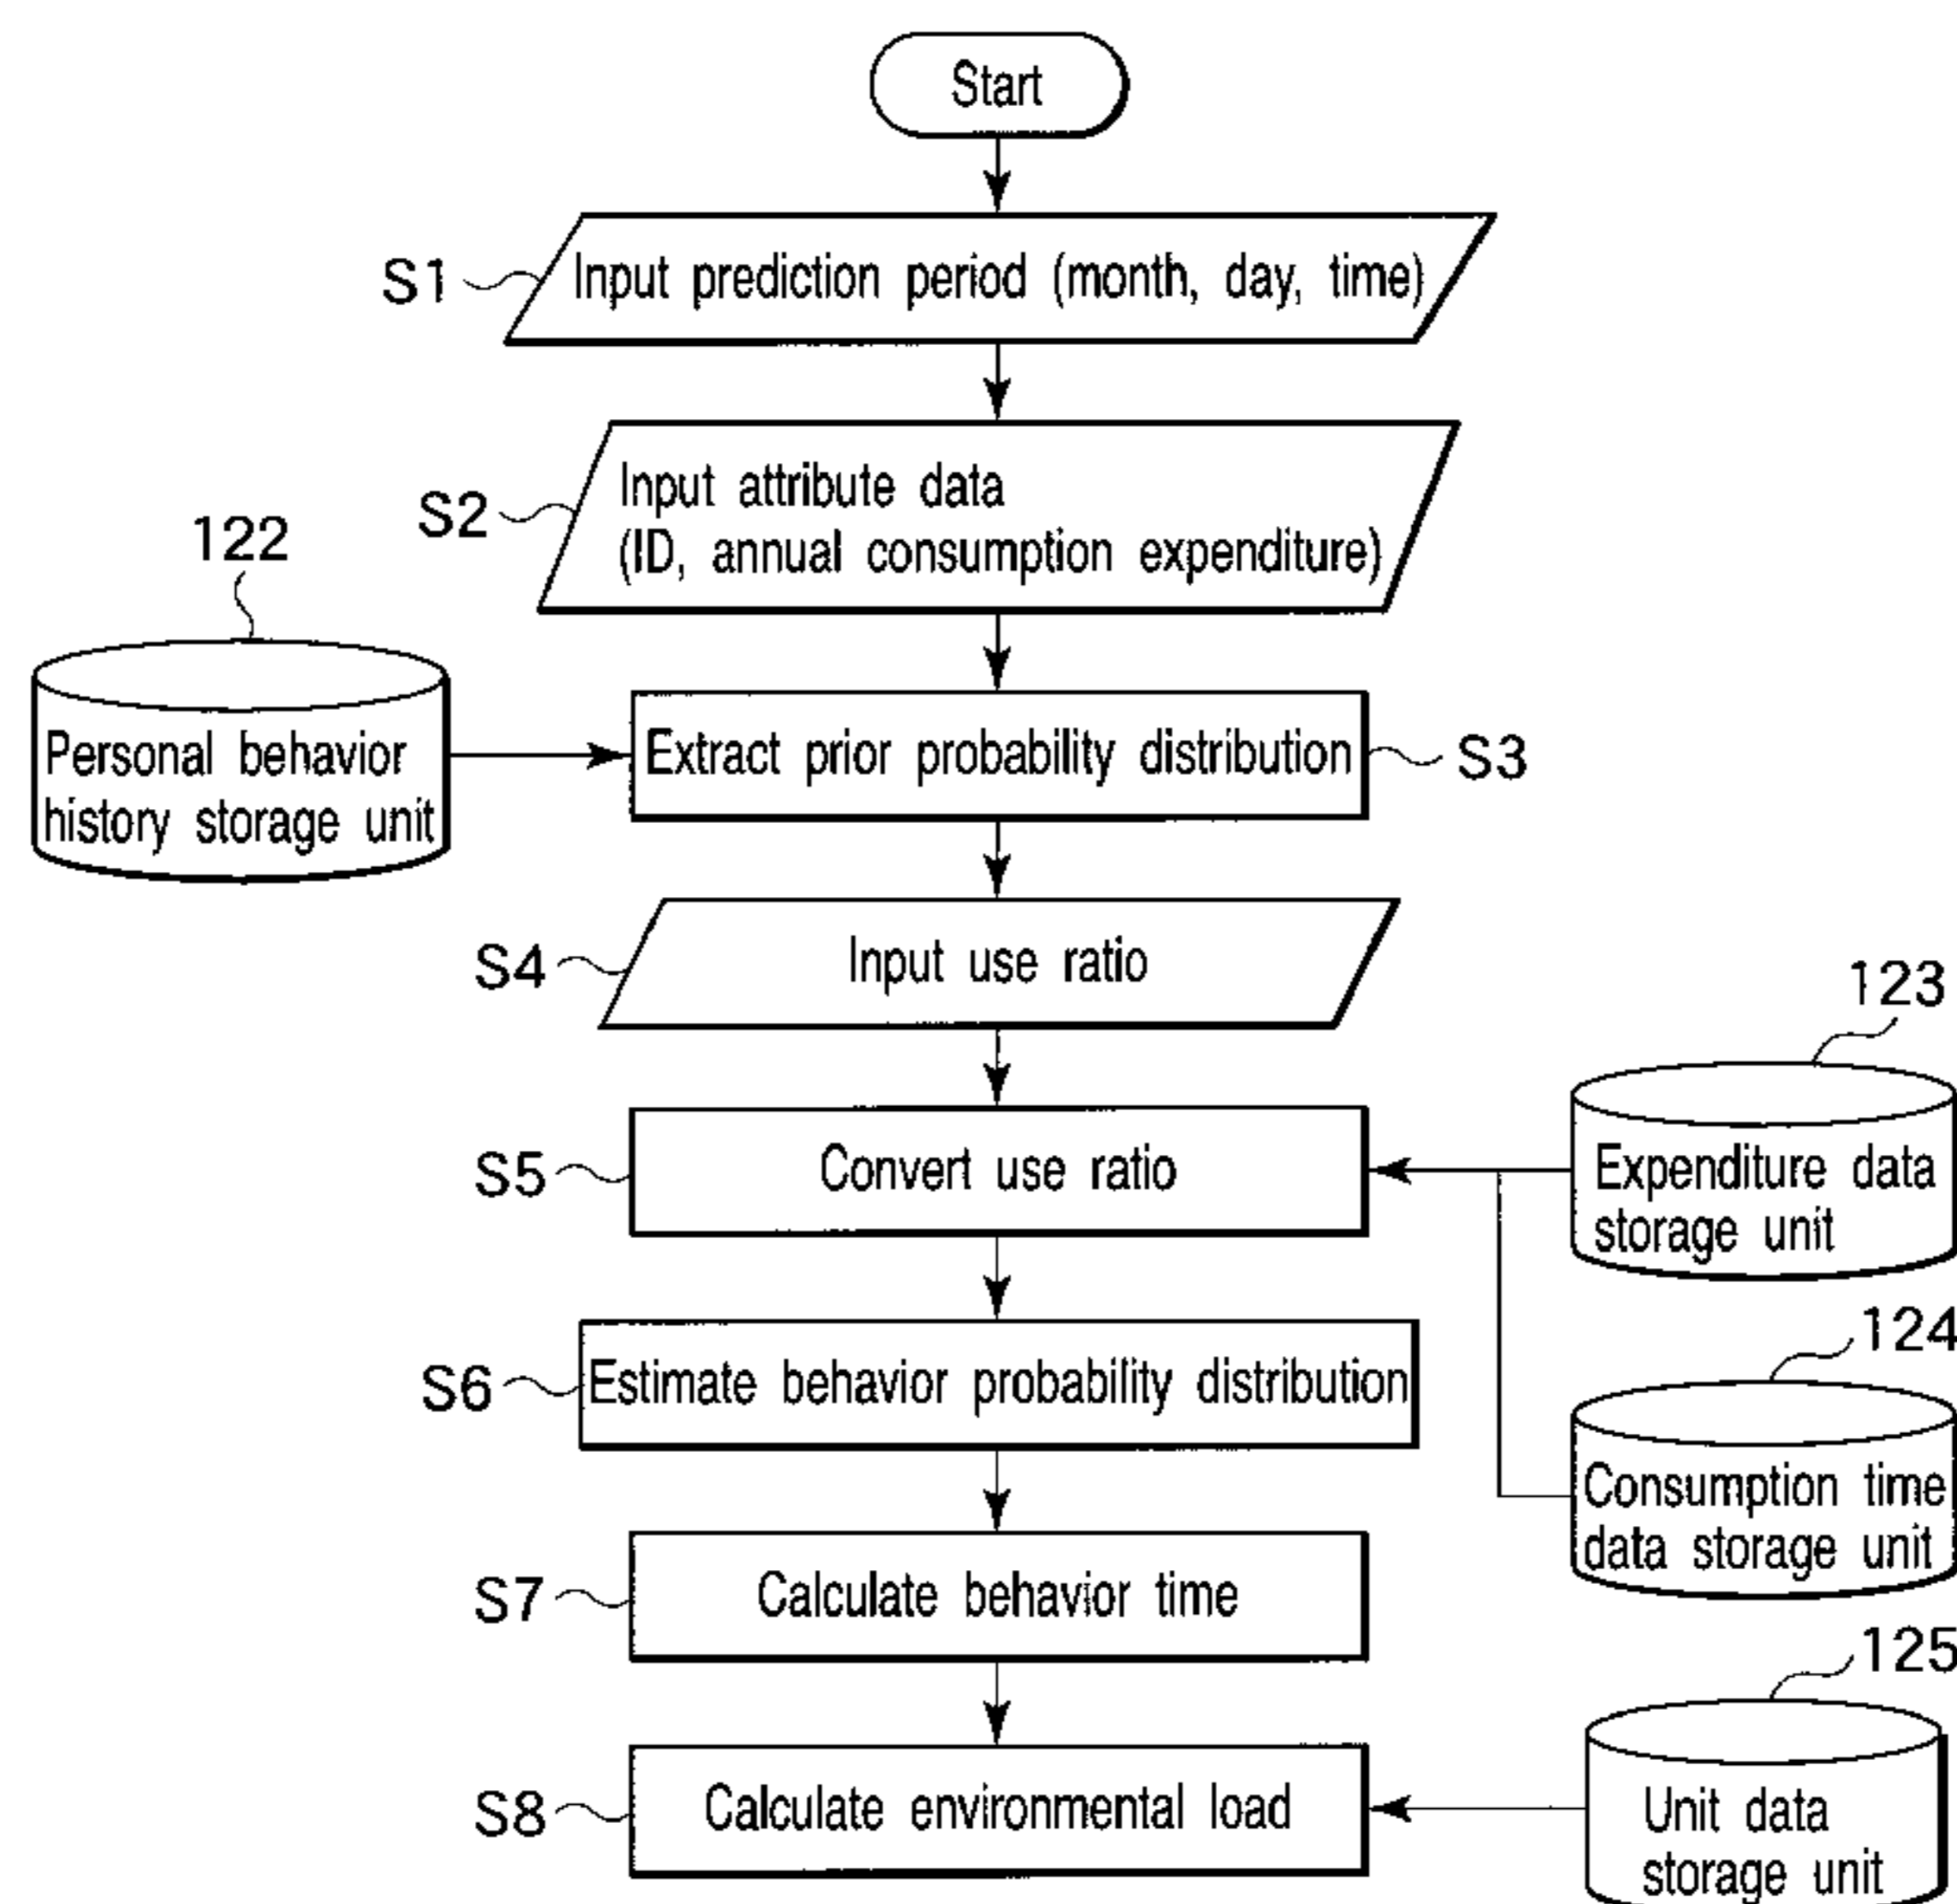 Start
S1
Input prediction period (month, day, time)
S2
Input attribute data
(ID, annual consumption expenditure)
122
Personal behavior
history storage unit
Extract prior probability distribution
S3
S4
Input use ratio
123
S5
Convert use ratio
Expenditure data
storage unit
124
S6
Estimate behavior probability distribution
Consumption time
data storage unit
S7
Calculate behavior time
125
S8
Calculate environmental load
Unit data
storage unit